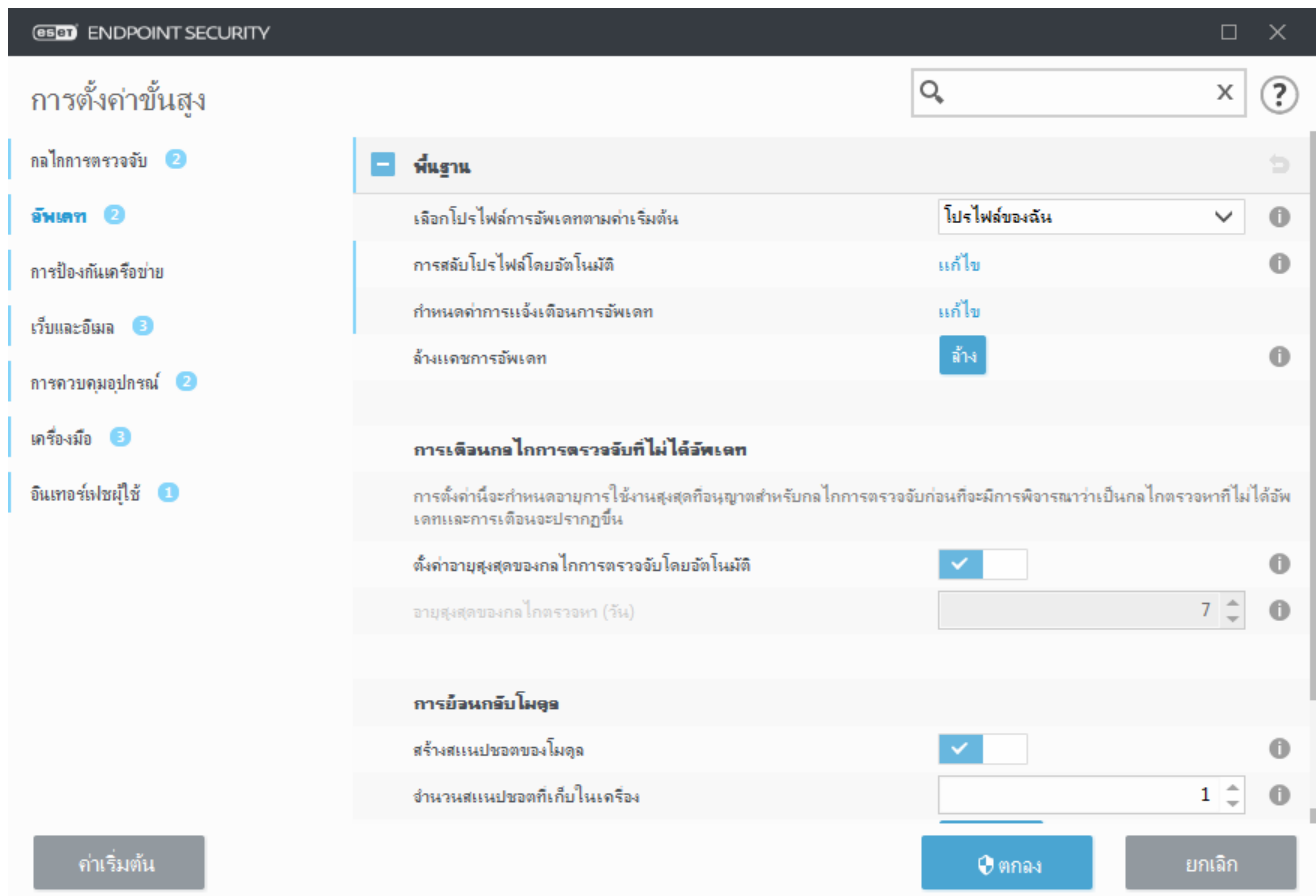 eset ENDPOINT SECURITY
การตั้งค่าขั้นสูง
กลไกการตรวจจับ 2
อัพเดท 2
การป้องกันเครือข่าย
เว็บและอีเมล 3
การควบคุมอุปกรณ์ 2
เครื่องมือ 3
อินเทอร์เฟซผู้ใช้ 1
พื้นฐาน
เลือกโปรไฟล์การอัพเดทตามค่าเริ่มต้น โปรไฟล์ของฉัน
การสลับโปรไฟล์โดยอัตโนมัติ แก้ไข
กำหนดค่าการแจ้งเตือนการอัพเดท แก้ไข
ล้างแคชการอัพเดท ล้าง
การเตือนกลไกการตรวจจับที่ไม่ได้อัพเดท
การตั้งค่านี้จะกำหนดอายุการใช้งานสูงสุดที่อนุญาตสำหรับกลไกการตรวจจับก่อนที่จะมีการพิจารณาว่าเป็นกลไกตรวจหาที่ไม่ได้อัพ
เดทและการเตือนจะปรากฏขึ้น
ตั้งค่าอายุสูงสุดของกลไกการตรวจจับโดยอัตโนมัติ
อายุสูงสุดของกลไกตรวจหา (วัน) 7
การย้อนกลับโมดูล
สร้างสแนปชอตของโมดูล
จำนวนสแนปชอตที่เก็บในเครื่อง 1
ค่าเริ่มต้น
ตกลง
ยกเลิก